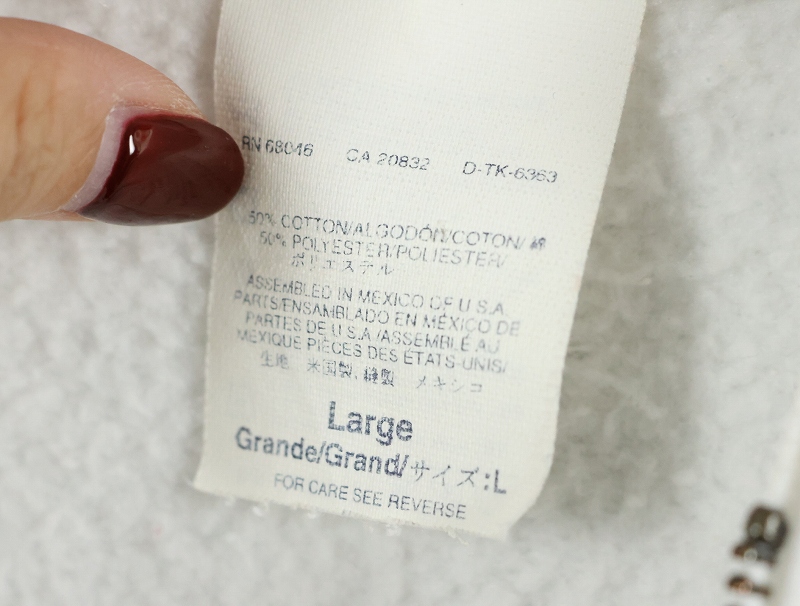 RN 68046 CA 20832 D-TK-6363
50% COTTON/ALGODÓN/COTON/ 綿
50% POLYESTER/POLIESTER/
ポリエステル
ASSEMBLED IN MEXICO OF U.S.A.
PARTS/ENSAMBLADO EN MÉXICO DE
PARTES DE U.S.A./ASSEMBLÉ AU
MEXIQUE PIÈCES DES ÉTATS-UNIS/
生地 米国製, 縫製 メキシコ
Large
Grande/Grand/サイズ:L
FOR CARE SEE REVERSE